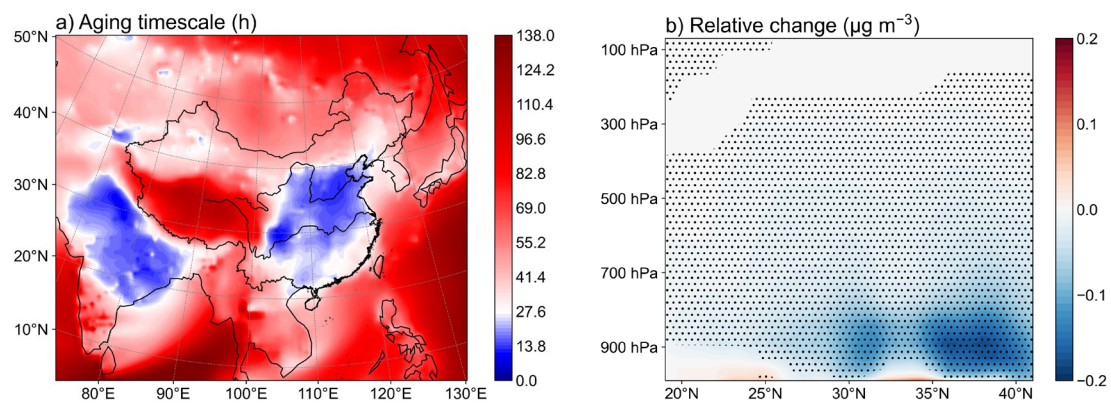 a) Aging timescale (h)
50°N
40°N
30°N
20°N
10°N
80°E
90°E
100°E
110°E
120°E
130°E
138.0
124.2
110.4
96.6
82.8
69.0
55.2
41.4
27.6
13.8
0.0
b) Relative change (μg m⁻³)
100 hPa
300 hPa
500 hPa
700 hPa
900 hPa
20°N
25°N
30°N
35°N
40°N
0.2
0.1
0.0
−0.1
−0.2